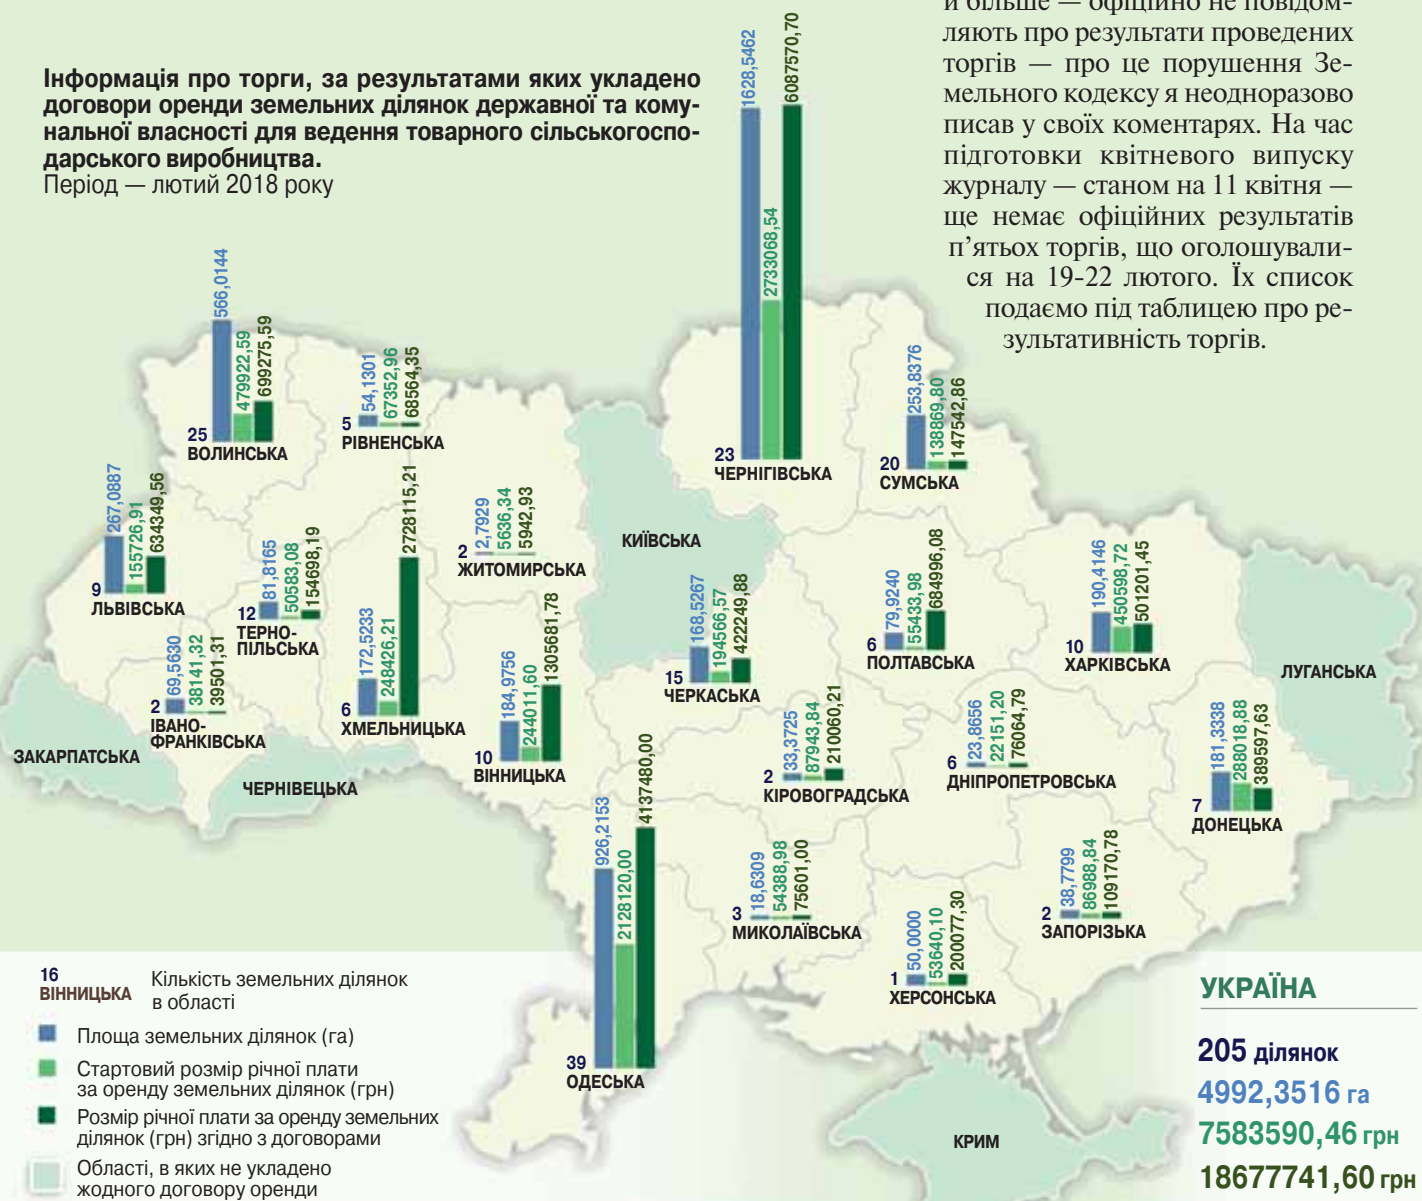 Інформація про торги, за результатами яких укладено
договори оренди земельних ділянок державної та кому-
нальної власності для ведення товарного сільськогоспо-
дарського виробництва.
Період — лютий 2018 року
й більше — офіційно не повідом-
ляють про результати проведених
торгів — про це порушення Зе-
мельного кодексу я неодноразово
писав у своїх коментарях. На час
підготовки квітневого випуску
журналу — станом на 11 квітня —
ще немає офіційних результатів
п’ятьох торгів, що оголошували-
ся на 19-22 лютого. Їх список
подаємо під таблицею про ре-
зультативність торгів.
566,0144
479922,59
699275,59
25
ВОЛИНСЬКА
54,1301
67352,96
68564,35
5
РІВНЕНСЬКА
1628,5462
2733068,54
6087570,70
23
ЧЕРНІГІВСЬКА
253,8376
138869,80
147542,86
20
СУМСЬКА
267,0887
155726,91
634349,56
9
ЛЬВІВСЬКА
81,8165
50583,08
154698,19
12
ТЕРНО-
ПІЛЬСЬКА
2,7929
5636,34
5942,93
2
ЖИТОМИРСЬКА
КИЇВСЬКА
69,5630
38141,32
39501,31
2
ІВАНО-
ФРАНКІВСЬКА
172,5233
248426,21
2728115,21
6
ХМЕЛЬНИЦЬКА
184,9756
244011,60
1305681,78
10
ВІННИЦЬКА
168,5267
194566,57
422249,88
15
ЧЕРКАСЬКА
79,9240
55433,98
684996,08
6
ПОЛТАВСЬКА
190,4146
450598,72
501201,45
10
ХАРКІВСЬКА
ЛУГАНСЬКА
ЗАКАРПАТСЬКА
ЧЕРНІВЕЦЬКА
33,3725
87943,84
210060,21
2
КІРОВОГРАДСЬКА
23,8656
22151,20
76064,79
6
ДНІПРОПЕТРОВСЬКА
181,3338
288018,88
389597,63
7
ДОНЕЦЬКА
926,2153
2128120,00
4137480,00
39
ОДЕСЬКА
18,6309
54388,98
75601,00
3
МИКОЛАЇВСЬКА
50,0000
53640,10
200077,30
1
ХЕРСОНСЬКА
38,7799
86988,84
109170,78
2
ЗАПОРІЗЬКА
КРИМ
16
ВІННИЦЬКА
Кількість земельних ділянок
в області
Площа земельних ділянок (га)
Стартовий розмір річної плати
за оренду земельних ділянок (грн)
Розмір річної плати за оренду земельних
ділянок (грн) згідно з договорами
Області, в яких не укладено
жодного договору оренди
УКРАЇНА
205 ділянок
4992,3516 га
7583590,46 грн
18677741,60 грн